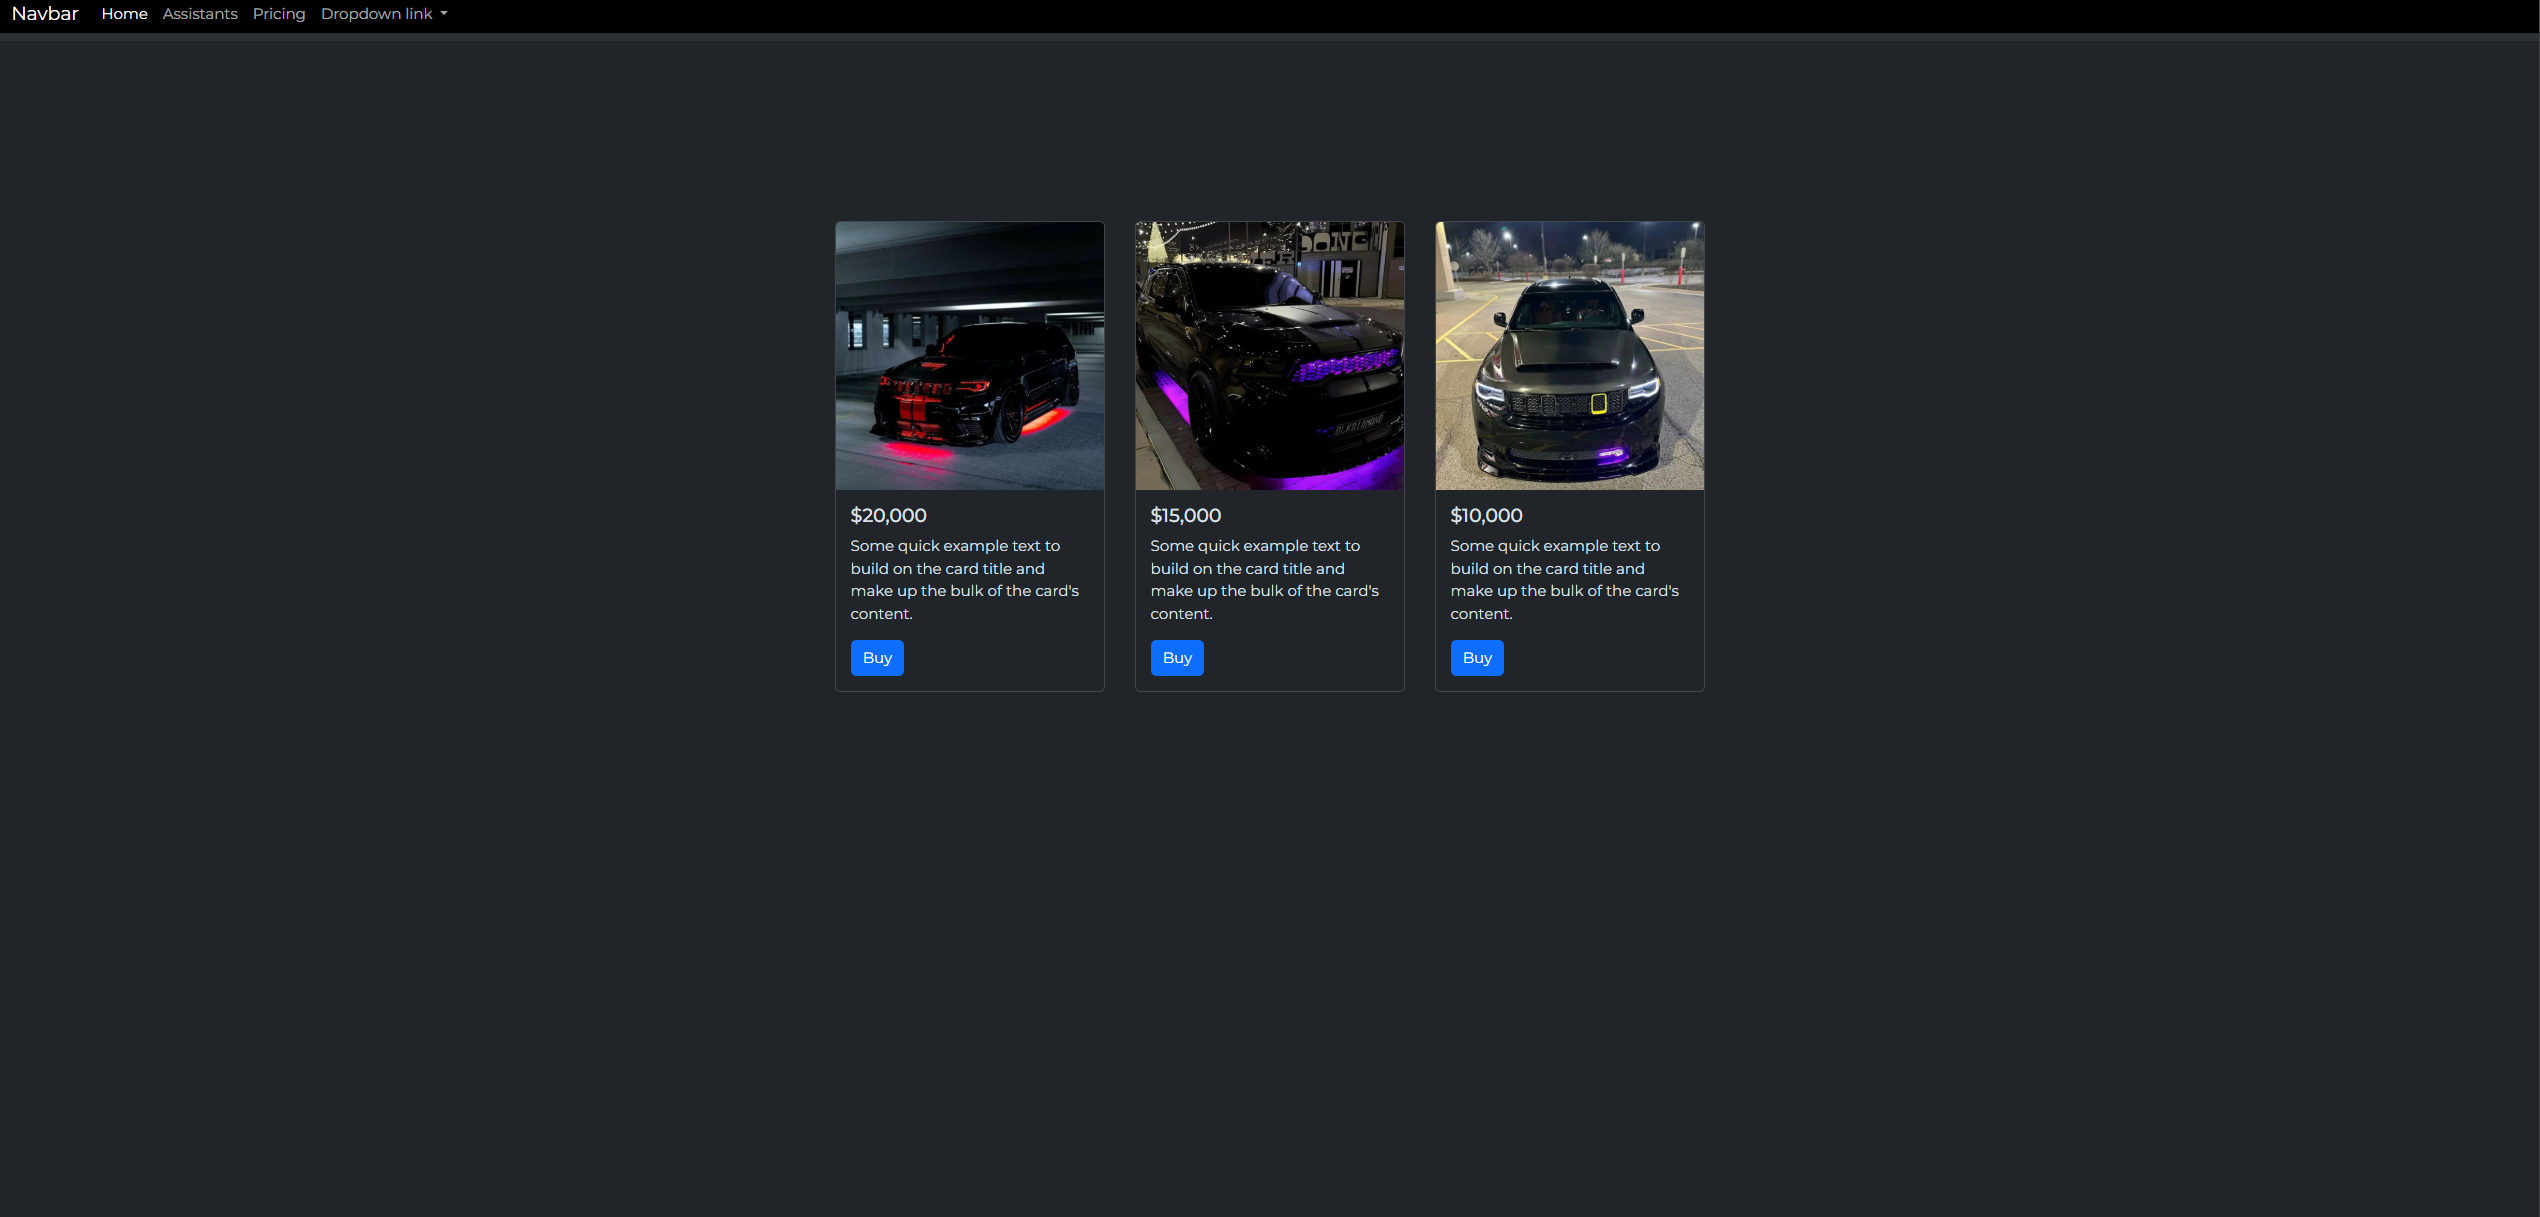 Navbar Home Assistants Pricing Dropdown link
$20,000
Some quick example text to
build on the card title and
make up the bulk of the card's
content.
Buy
BLKDIAMOND
$15,000
Some quick example text to
build on the card title and
make up the bulk of the card's
content.
Buy
$10,000
Some quick example text to
build on the card title and
make up the bulk of the card's
content.
Buy